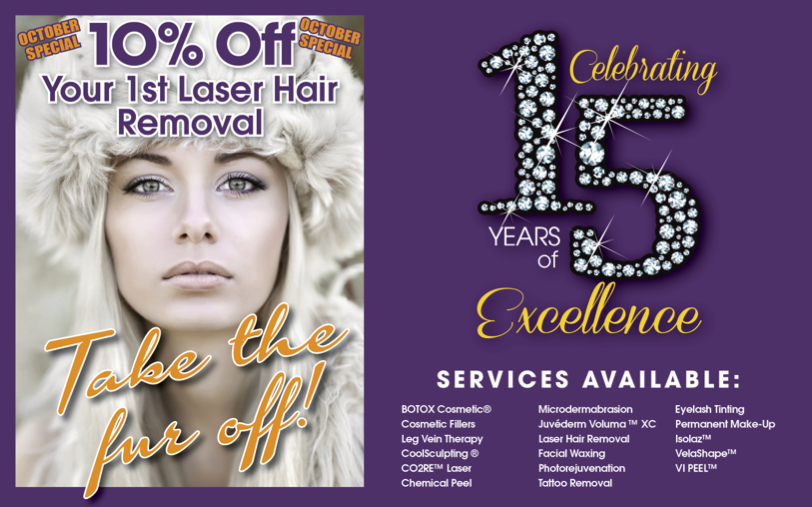 OCTOBER
SPECIAL
10% Off
OCTOBER
SPECIAL
Your 1st Laser Hair
Removal
Take the
fur off!
Celebrating
15
YEARS
of
Excellence
SERVICES AVAILABLE:
BOTOX Cosmetic®
Cosmetic Fillers
Leg Vein Therapy
CoolSculpting ®
CO2RE™ Laser
Chemical Peel
Microdermabrasion
Juvéderm Voluma ™ XC
Laser Hair Removal
Facial Waxing
Photorejuvenation
Tattoo Removal
Eyelash Tinting
Permanent Make-Up
Isolaz™
VelaShape™
VI PEEL™